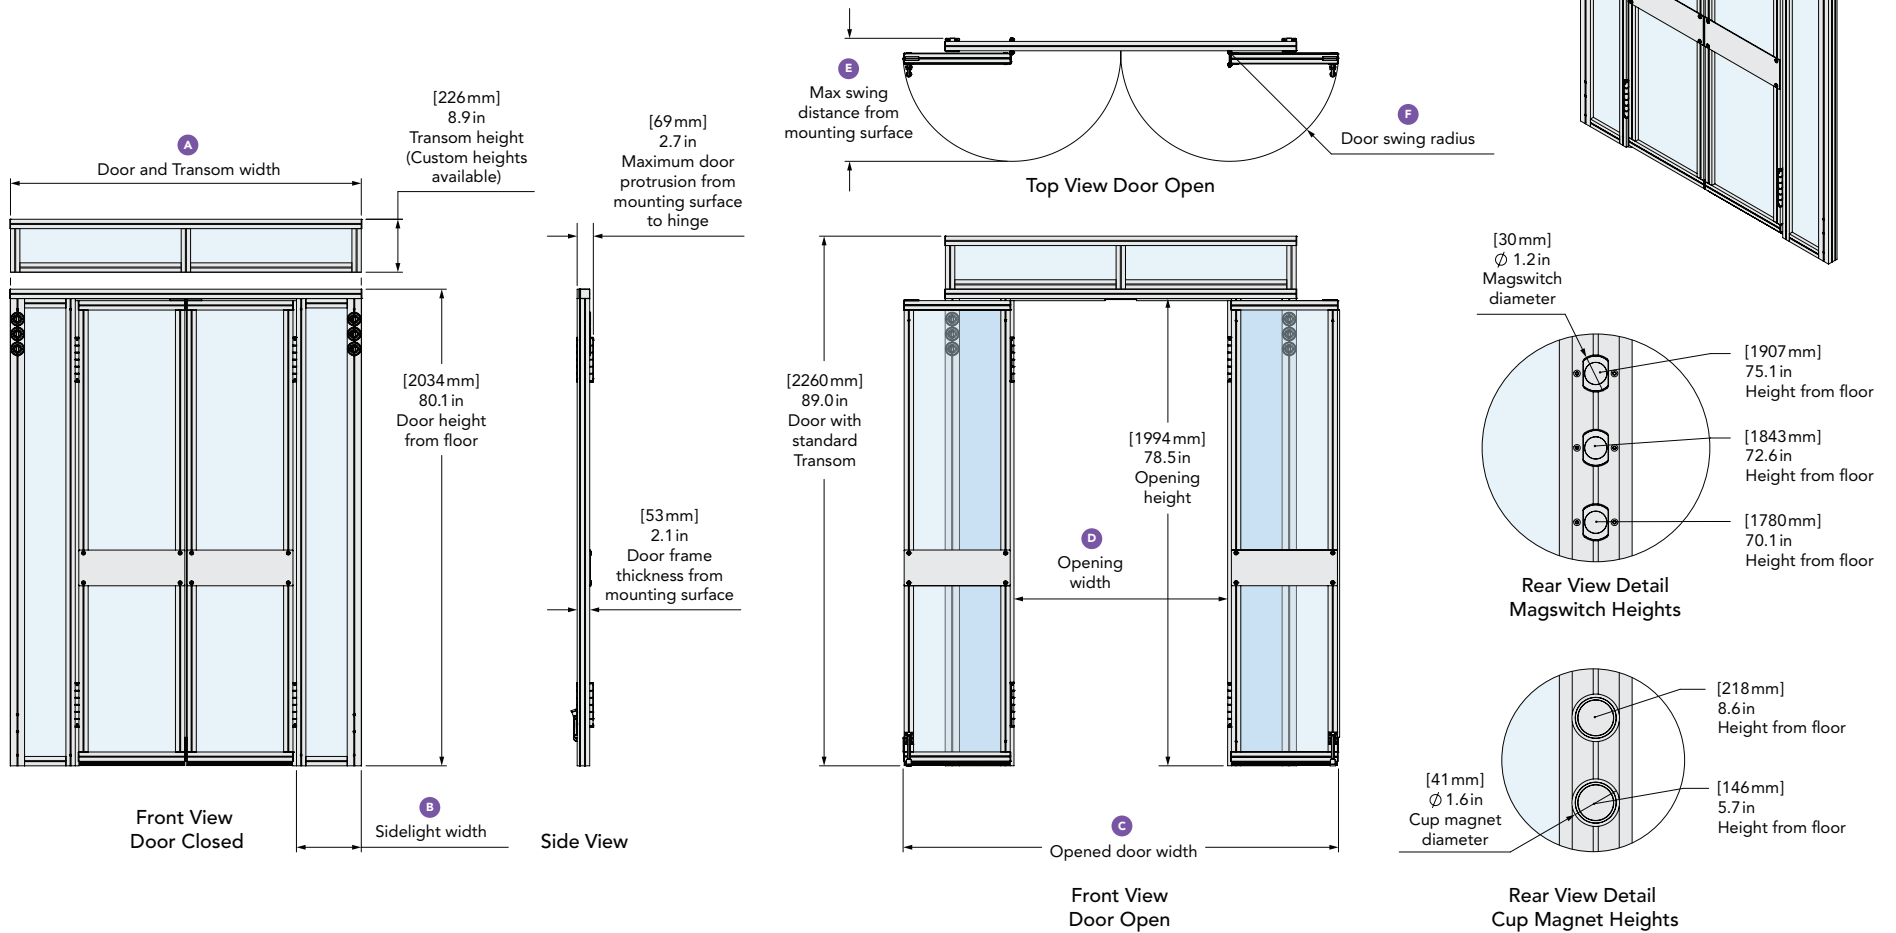 A
Door and Transom width
[226mm]
8.9in
Transom height
(Custom heights
available)
[69mm]
2.7in
Maximum door
protrusion from
mounting surface
to hinge
[2034mm]
80.1in
Door height
from floor
[53mm]
2.1in
Door frame
thickness from
mounting surface
Front View
Door Closed
B
Sidelight width
Side View
E
Max swing
distance from
mounting surface
F
Door swing radius
Top View Door Open
[2260mm]
89.0in
Door with
standard
Transom
[1994mm]
78.5in
Opening
height
D
Opening
width
C
Opened door width
Front View
Door Open
[30mm]
Ø 1.2in
Magswitch
diameter
[1907mm]
75.1in
Height from floor
[1843mm]
72.6in
Height from floor
[1780mm]
70.1in
Height from floor
Rear View Detail
Magswitch Heights
[218mm]
8.6in
Height from floor
[41mm]
Ø 1.6in
Cup magnet
diameter
[146mm]
5.7in
Height from floor
Rear View Detail
Cup Magnet Heights